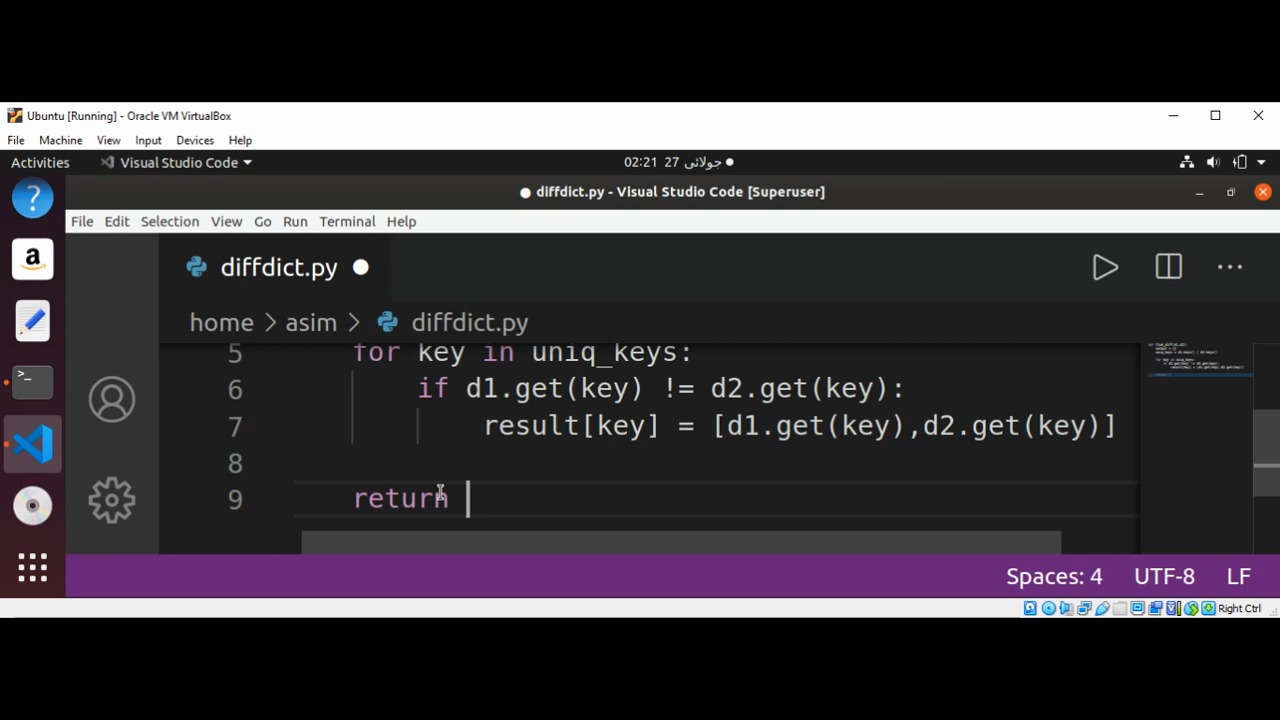 Ubuntu [Running] - Oracle VM VirtualBox
File Machine View Input Devices Help
Activities Visual Studio Code 02:21 27 جولائی
diffdict.py - Visual Studio Code [Superuser]
File Edit Selection View Go Run Terminal Help
diffdict.py
home > asim > diffdict.py
5 for key in uniq_keys:
6 if d1.get(key) != d2.get(key):
7 result[key] = [d1.get(key),d2.get(key)]
8
9 return
Spaces: 4 UTF-8 LF
Right Ctrl